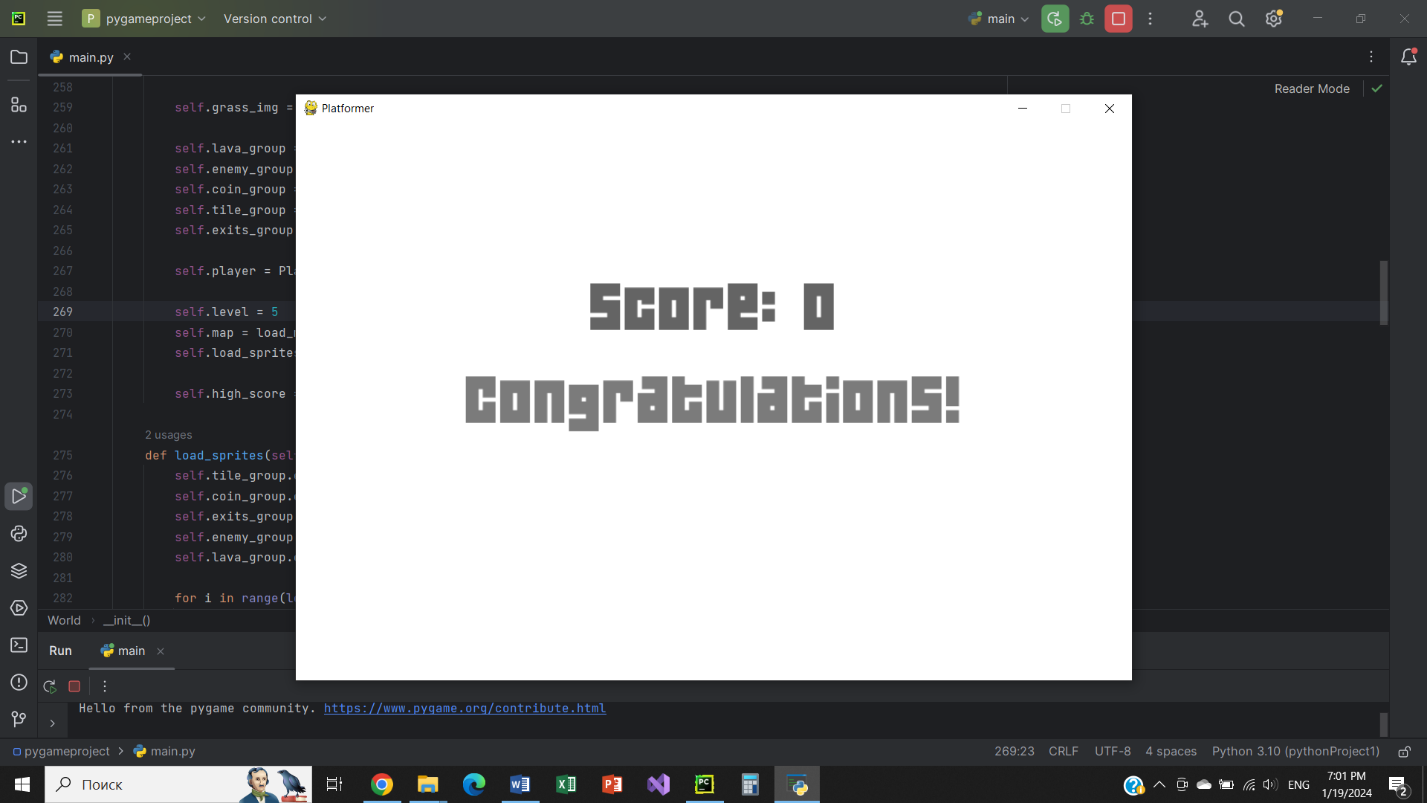 P pygameproject Version control main
main.py
Reader Mode
258
259 self.grass_img =
260
261 self.lava_group =
262 self.enemy_group
263 self.coin_group =
264 self.tile_group =
265 self.exits_group
266
267 self.player = Pla
268
269 self.level = 5
270 self.map = load_m
271 self.load_sprites
272
273 self.high_score =
274
2 usages
275 def load_sprites(self
276 self.tile_group.e
277 self.coin_group.e
278 self.exits_group
279 self.enemy_group
280 self.lava_group.e
281
282 for i in range(le
Platformer
Score: 0
Congratulations!
World › __init__()
Run main
Hello from the pygame community. https://www.pygame.org/contribute.html
pygameproject > main.py 269:23 CRLF UTF-8 4 spaces Python 3.10 (pythonProject1)
Поиск
ENG
7:01 PM
1/19/2024
2